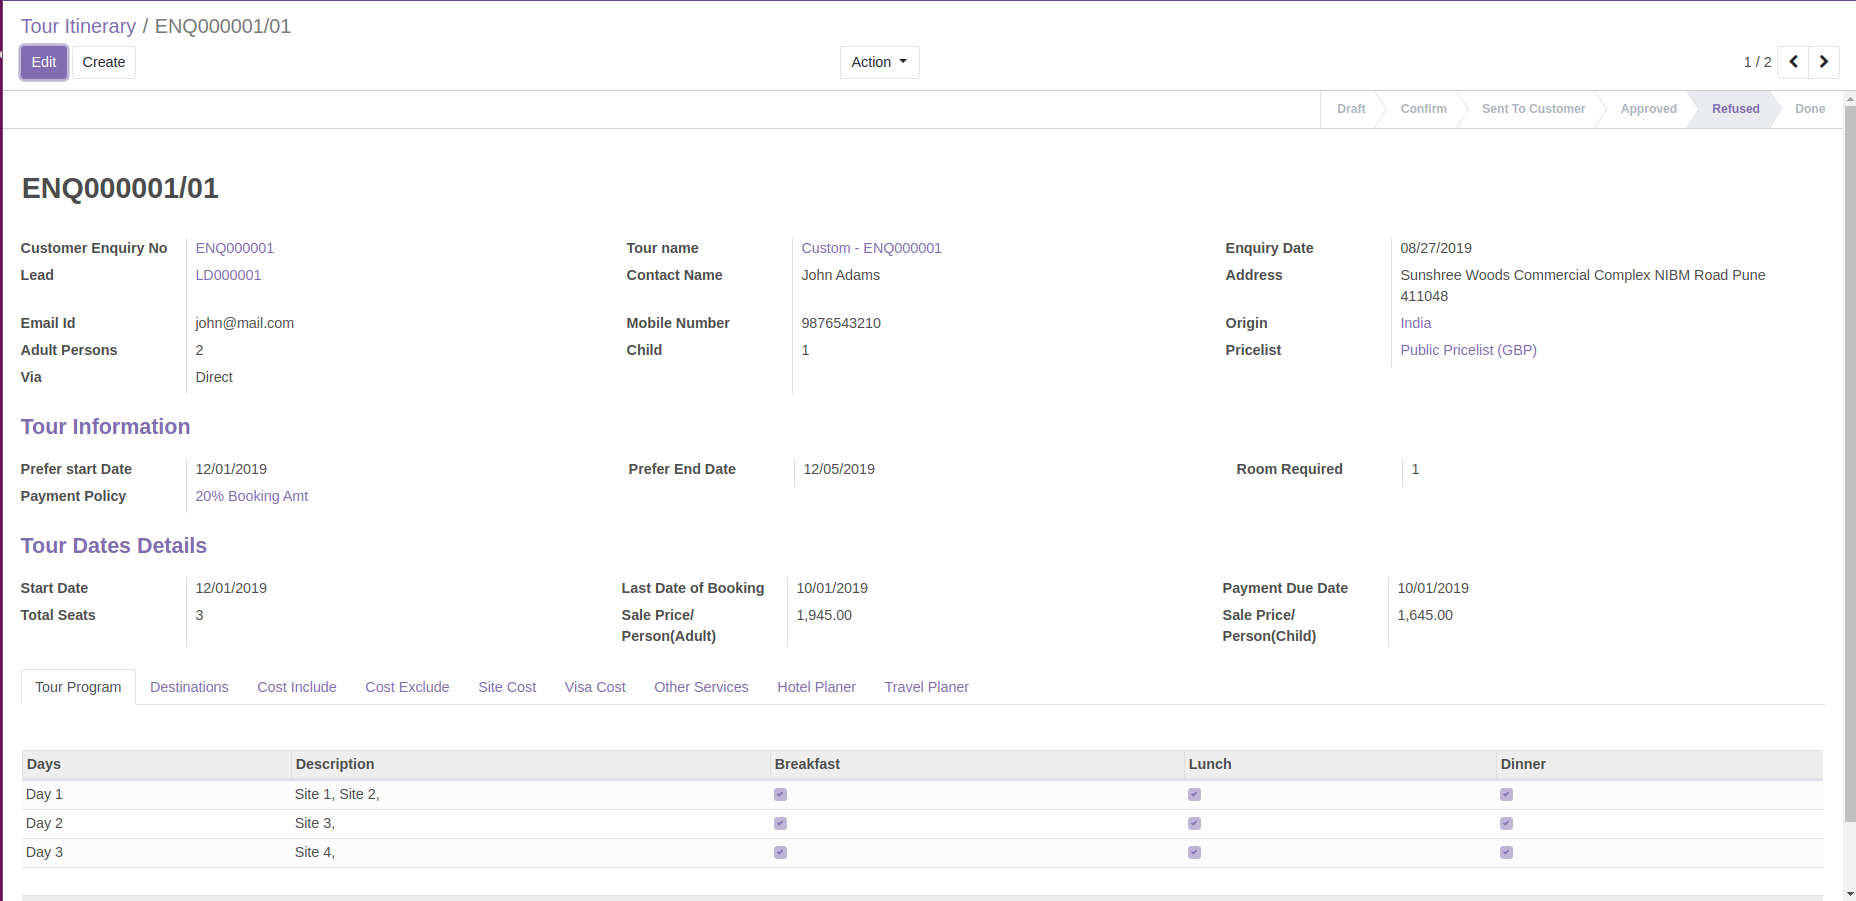 Tour Itinerary / ENQ000001/01
Edit Create Action 1 / 2
Draft Confirm Sent To Customer Approved Refused Done
ENQ000001/01
Customer Enquiry No ENQ000001 Tour name Custom - ENQ000001 Enquiry Date 08/27/2019
Lead LD000001 Contact Name John Adams Address Sunshree Woods Commercial Complex NIBM Road Pune
411048
Email Id john@mail.com Mobile Number 9876543210 Origin India
Adult Persons 2 Child 1 Pricelist Public Pricelist (GBP)
Via Direct
Tour Information
Prefer start Date 12/01/2019 Prefer End Date 12/05/2019 Room Required 1
Payment Policy 20% Booking Amt
Tour Dates Details
Start Date 12/01/2019 Last Date of Booking 10/01/2019 Payment Due Date 10/01/2019
Total Seats 3 Sale Price/ 1,945.00 Sale Price/ 1,645.00
Person(Adult) Person(Child)
Tour Program Destinations Cost Include Cost Exclude Site Cost Visa Cost Other Services Hotel Planer Travel Planer
Days Description Breakfast Lunch Dinner
Day 1 Site 1, Site 2,
Day 2 Site 3,
Day 3 Site 4,